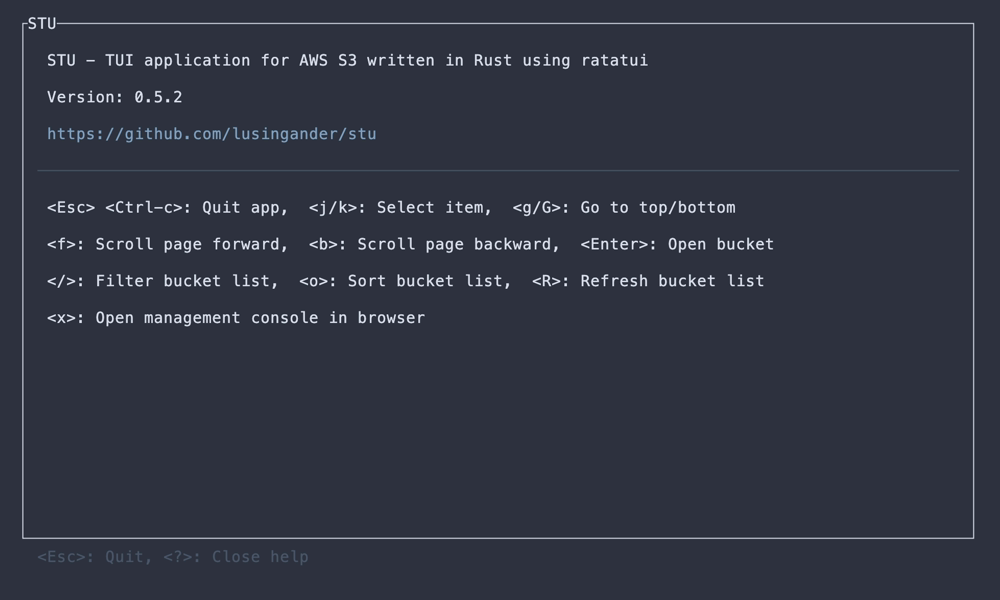 STU
STU - TUI application for AWS S3 written in Rust using ratatui
Version: 0.5.2
https://github.com/lusingander/stu
<Esc> <Ctrl-c>: Quit app,  <j/k>: Select item,  <g/G>: Go to top/bottom
<f>: Scroll page forward,  <b>: Scroll page backward,  <Enter>: Open bucket
</>: Filter bucket list,  <o>: Sort bucket list,  <R>: Refresh bucket list
<x>: Open management console in browser
<Esc>: Quit, <?>: Close help